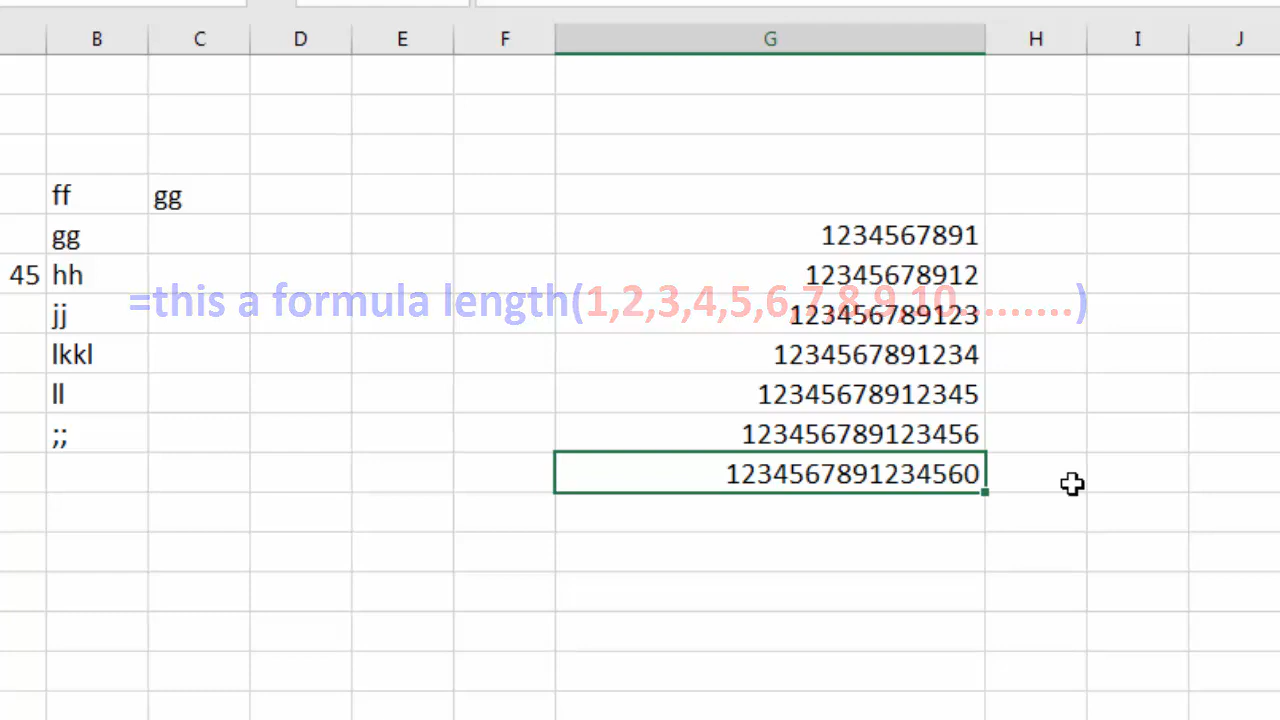 B C D E F G H I J
ff gg
gg 1234567891
45 hh 12345678912
=this a formula length(1,2,3,4,5,6,7,8,9,10.........)
jj 123456789123
lkkl 1234567891234
ll 12345678912345
;; 123456789123456
1234567891234560